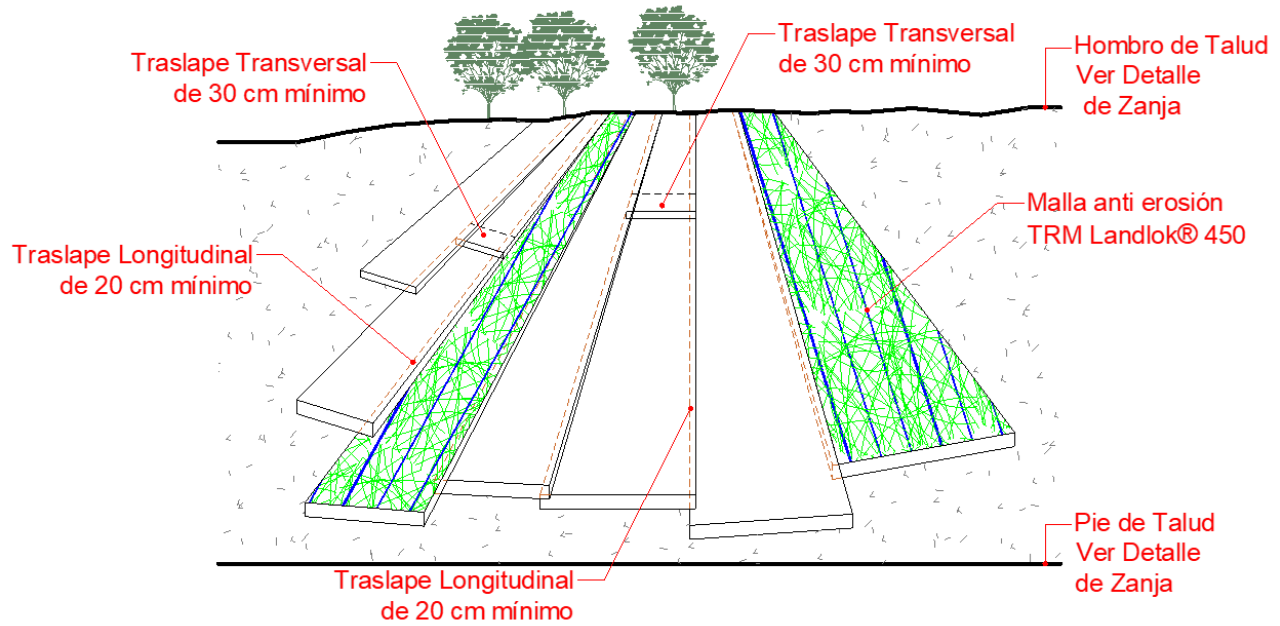 Traslape Transversal
de 30 cm mínimo
Traslape Transversal
de 30 cm mínimo
Hombro de Talud
Ver Detalle
de Zanja
Malla anti erosión
TRM Landlok® 450
Traslape Longitudinal
de 20 cm mínimo
Pie de Talud
Ver Detalle
de Zanja
Traslape Longitudinal
de 20 cm mínimo